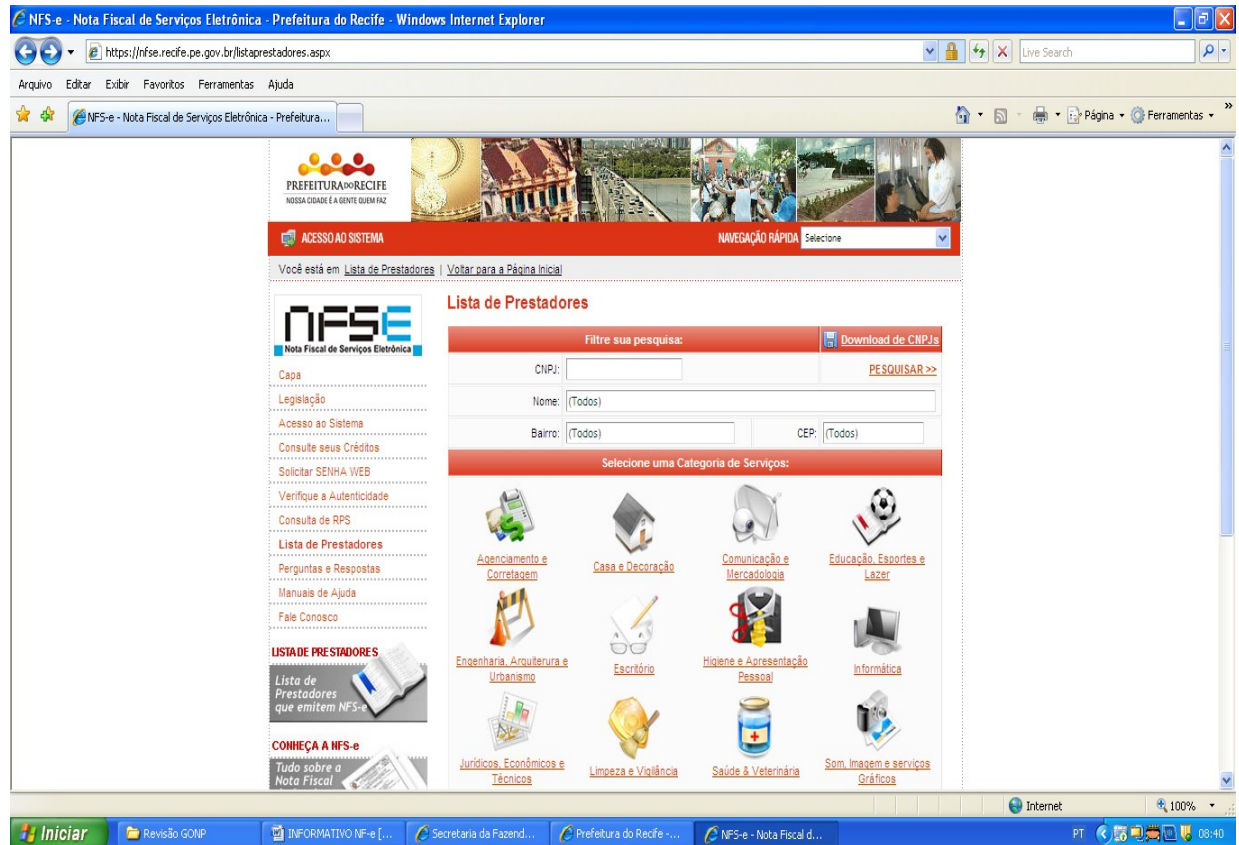 NFS-e - Nota Fiscal de Serviços Eletrônica - Prefeitura do Recife - Windows Internet Explorer
https://nfse.recife.pe.gov.br/listaprestadores.aspx
Live Search
Arquivo Editar Exibir Favoritos Ferramentas Ajuda
NFS-e - Nota Fiscal de Serviços Eletrônica - Prefeitura...
Página
Ferramentas
»
PREFEITURA DO RECIFE
NOSSA CIDADE É A GENTE QUEM FAZ
ACESSO AO SISTEMA
NAVEGAÇÃO RÁPIDA Selecione
Você está em Lista de Prestadores | Voltar para a Página Inicial
NFSE
Nota Fiscal de Serviços Eletrônica
Capa
Legislação
Acesso ao Sistema
Consulte seus Créditos
Solicitar SENHA WEB
Verifique a Autenticidade
Consulta de RPS
Lista de Prestadores
Perguntas e Respostas
Manuais de Ajuda
Fale Conosco
LISTA DE PRESTADORES
Lista de
Prestadores
que emitem NFS-e
CONHEÇA A NFS-e
Tudo sobre a
Nota Fiscal
Lista de Prestadores
Filtre sua pesquisa:
Download de CNPJs
CNPJ:
PESQUISAR >>
Nome: (Todos)
Bairro: (Todos)
CEP: (Todos)
Selecione uma Categoria de Serviços:
Agenciamento e
Corretagem
Casa e Decoração
Comunicação e
Mercadologia
Educação, Esportes e
Lazer
Engenharia, Arquiterura e
Urbanismo
Escritório
Higiene e Apresentação
Pessoal
Informática
Jurídicos, Econômicos e
Técnicos
Limpeza e Vigilância
Saúde & Veterinária
Som, Imagem e serviços
Gráficos
Internet
100%
Iniciar
Revisão GONP
INFORMATIVO NF-e [...
Secretaria da Fazend...
Prefeitura do Recife -...
NFS-e - Nota Fiscal d...
PT
08:40